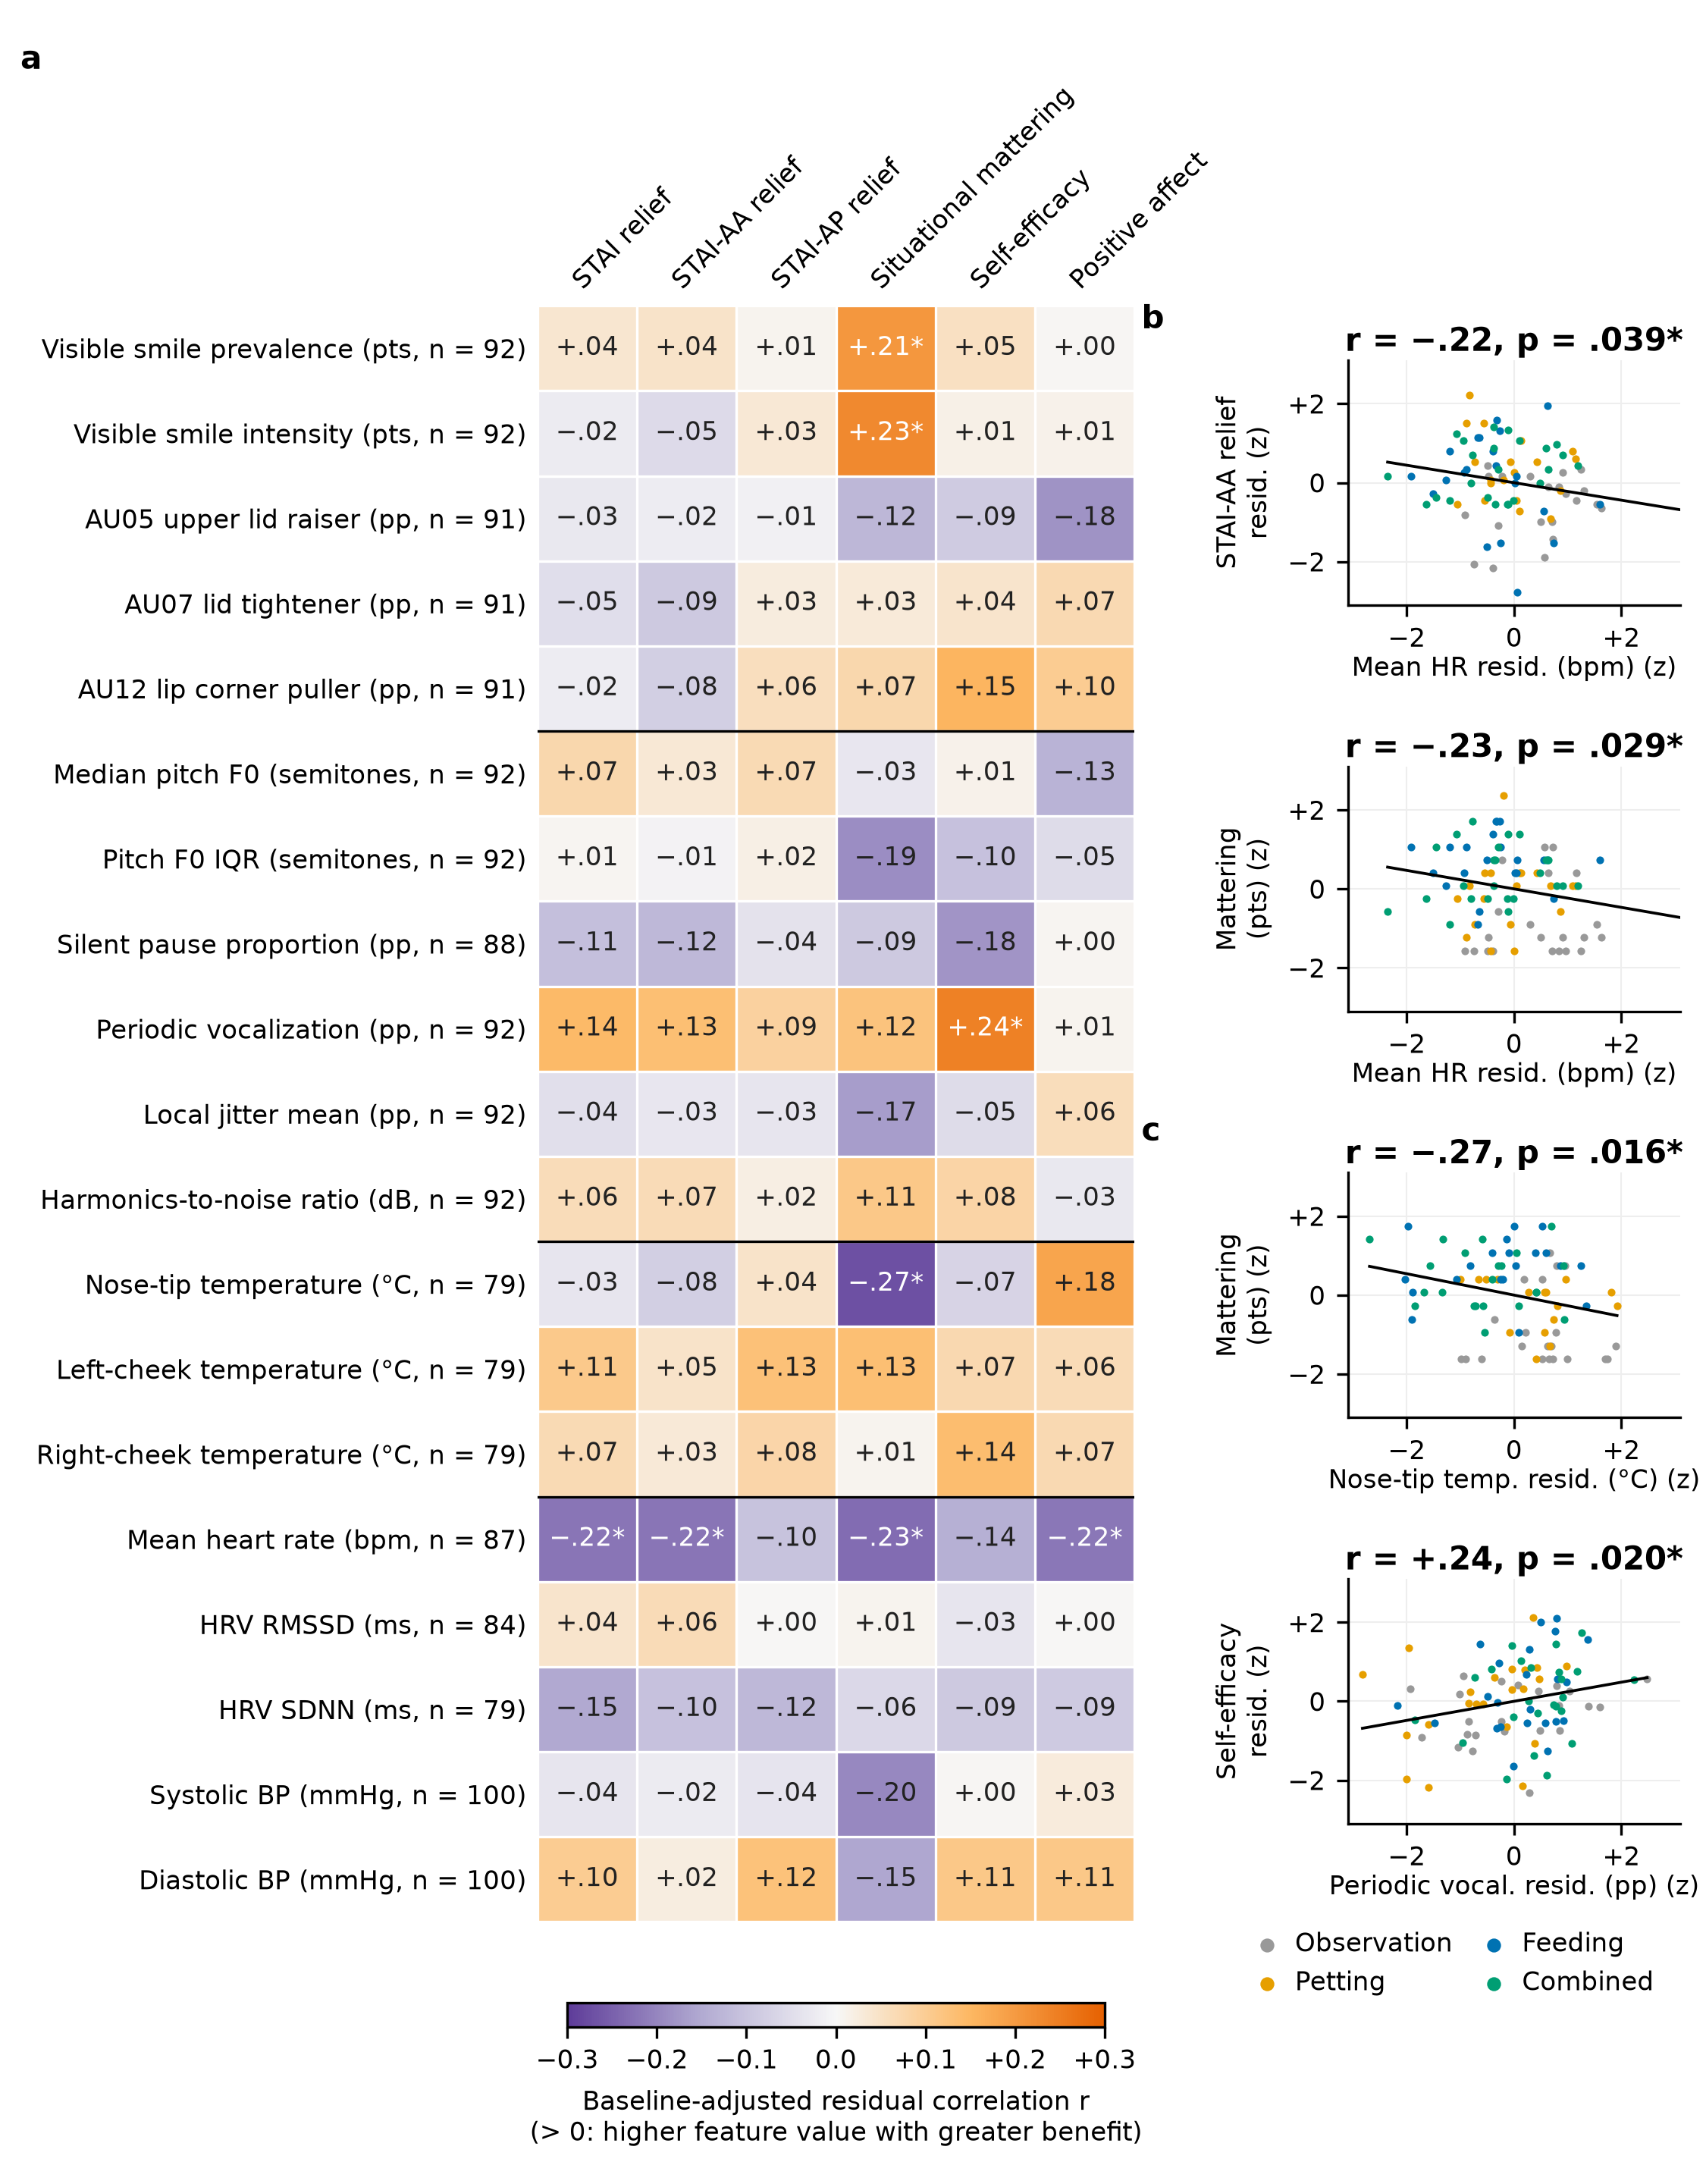 a
STAI relief
STAI-AA relief
STAI-AP relief
Situational mattering
Self-efficacy
Positive affect
Visible smile prevalence (pts, n = 92) +.04 +.04 +.01 +.21* +.05 +.00
Visible smile intensity (pts, n = 92) −.02 −.05 +.03 +.23* +.01 +.01
AU05 upper lid raiser (pp, n = 91) −.03 −.02 −.01 −.12 −.09 −.18
AU07 lid tightener (pp, n = 91) −.05 −.09 +.03 +.03 +.04 +.07
AU12 lip corner puller (pp, n = 91) −.02 −.08 +.06 +.07 +.15 +.10
Median pitch F0 (semitones, n = 92) +.07 +.03 +.07 −.03 +.01 −.13
Pitch F0 IQR (semitones, n = 92) +.01 −.01 +.02 −.19 −.10 −.05
Silent pause proportion (pp, n = 88) −.11 −.12 −.04 −.09 −.18 +.00
Periodic vocalization (pp, n = 92) +.14 +.13 +.09 +.12 +.24* +.01
Local jitter mean (pp, n = 92) −.04 −.03 −.03 −.17 −.05 +.06
Harmonics-to-noise ratio (dB, n = 92) +.06 +.07 +.02 +.11 +.08 −.03
Nose-tip temperature (°C, n = 79) −.03 −.08 +.04 −.27* −.07 +.18
Left-cheek temperature (°C, n = 79) +.11 +.05 +.13 +.13 +.07 +.06
Right-cheek temperature (°C, n = 79) +.07 +.03 +.08 +.01 +.14 +.07
Mean heart rate (bpm, n = 87) −.22* −.22* −.10 −.23* −.14 −.22*
HRV RMSSD (ms, n = 84) +.04 +.06 +.00 +.01 −.03 +.00
HRV SDNN (ms, n = 79) −.15 −.10 −.12 −.06 −.09 −.09
Systolic BP (mmHg, n = 100) −.04 −.02 −.04 −.20 +.00 +.03
Diastolic BP (mmHg, n = 100) +.10 +.02 +.12 −.15 +.11 +.11
−0.3 −0.2 −0.1 0.0 +0.1 +0.2 +0.3
Baseline-adjusted residual correlation r
(> 0: higher feature value with greater benefit)
b
r = −.22, p = .039*
STAI-AA relief
resid. (z)
+2
0
−2
−2 0 +2
Mean HR resid. (bpm) (z)
r = −.23, p = .029*
Mattering
(pts) (z)
+2
0
−2
−2 0 +2
Mean HR resid. (bpm) (z)
c
r = −.27, p = .016*
Mattering
(pts) (z)
+2
0
−2
−2 0 +2
Nose-tip temp. resid. (°C) (z)
r = +.24, p = .020*
Self-efficacy
resid. (z)
+2
0
−2
−2 0 +2
Periodic vocal. resid. (pp) (z)
Observation Feeding
Petting Combined